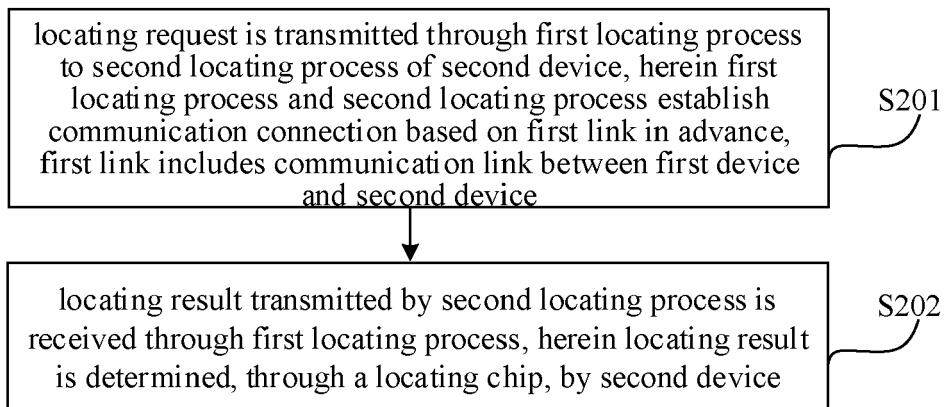 locating request is transmitted through first locating process
to second locating process of second device, herein first
locating process and second locating process establish
communication connection based on first link in advance,
first link includes communication link between first device
and second device
S201
locating result transmitted by second locating process is
received through first locating process, herein locating result
is determined, through a locating chip, by second device
S202